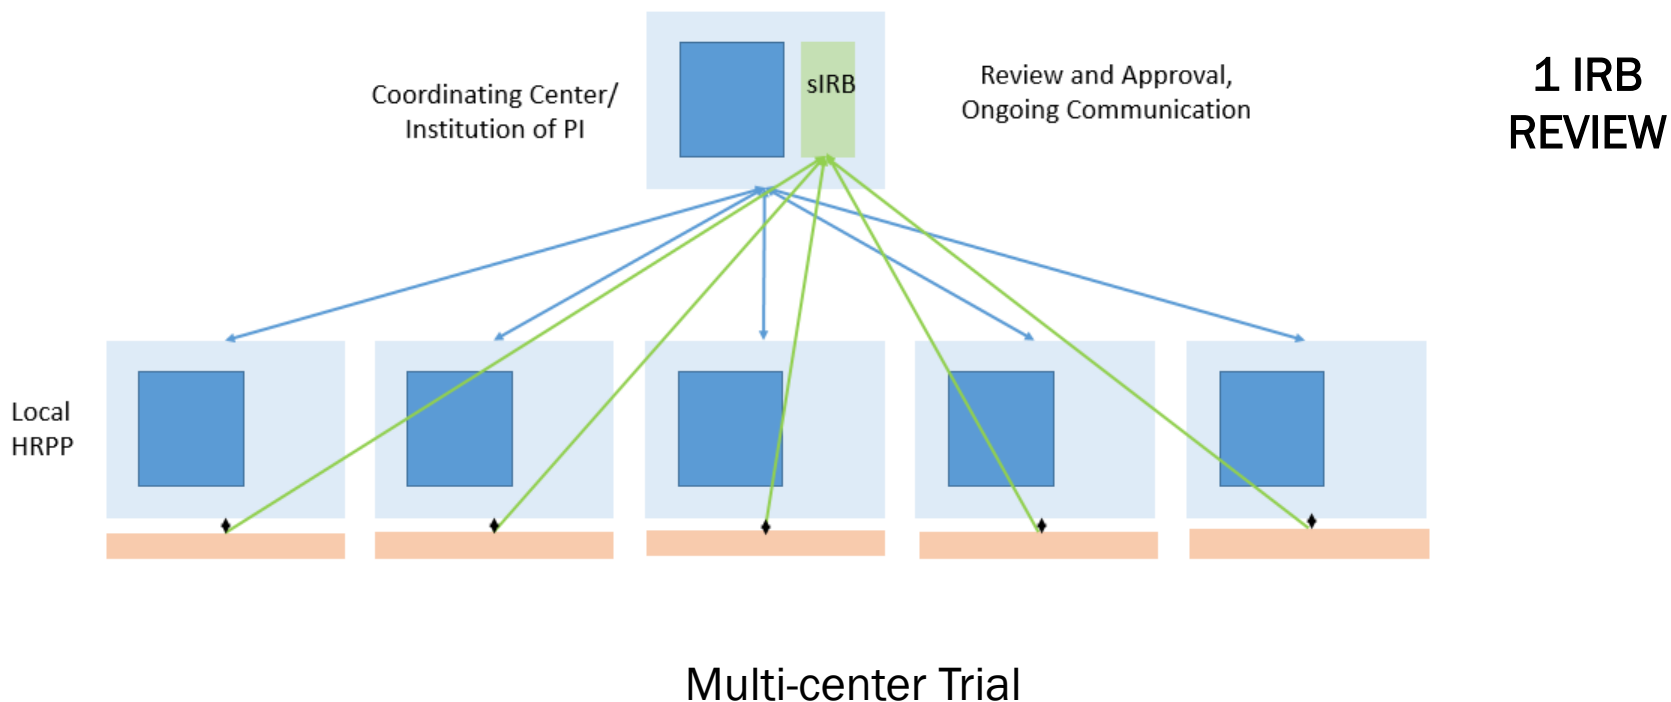 Coordinating Center/
Institution of PI
sIRB
Review and Approval,
Ongoing Communication
1 IRB
REVIEW
Local
HRPP
Multi-center Trial